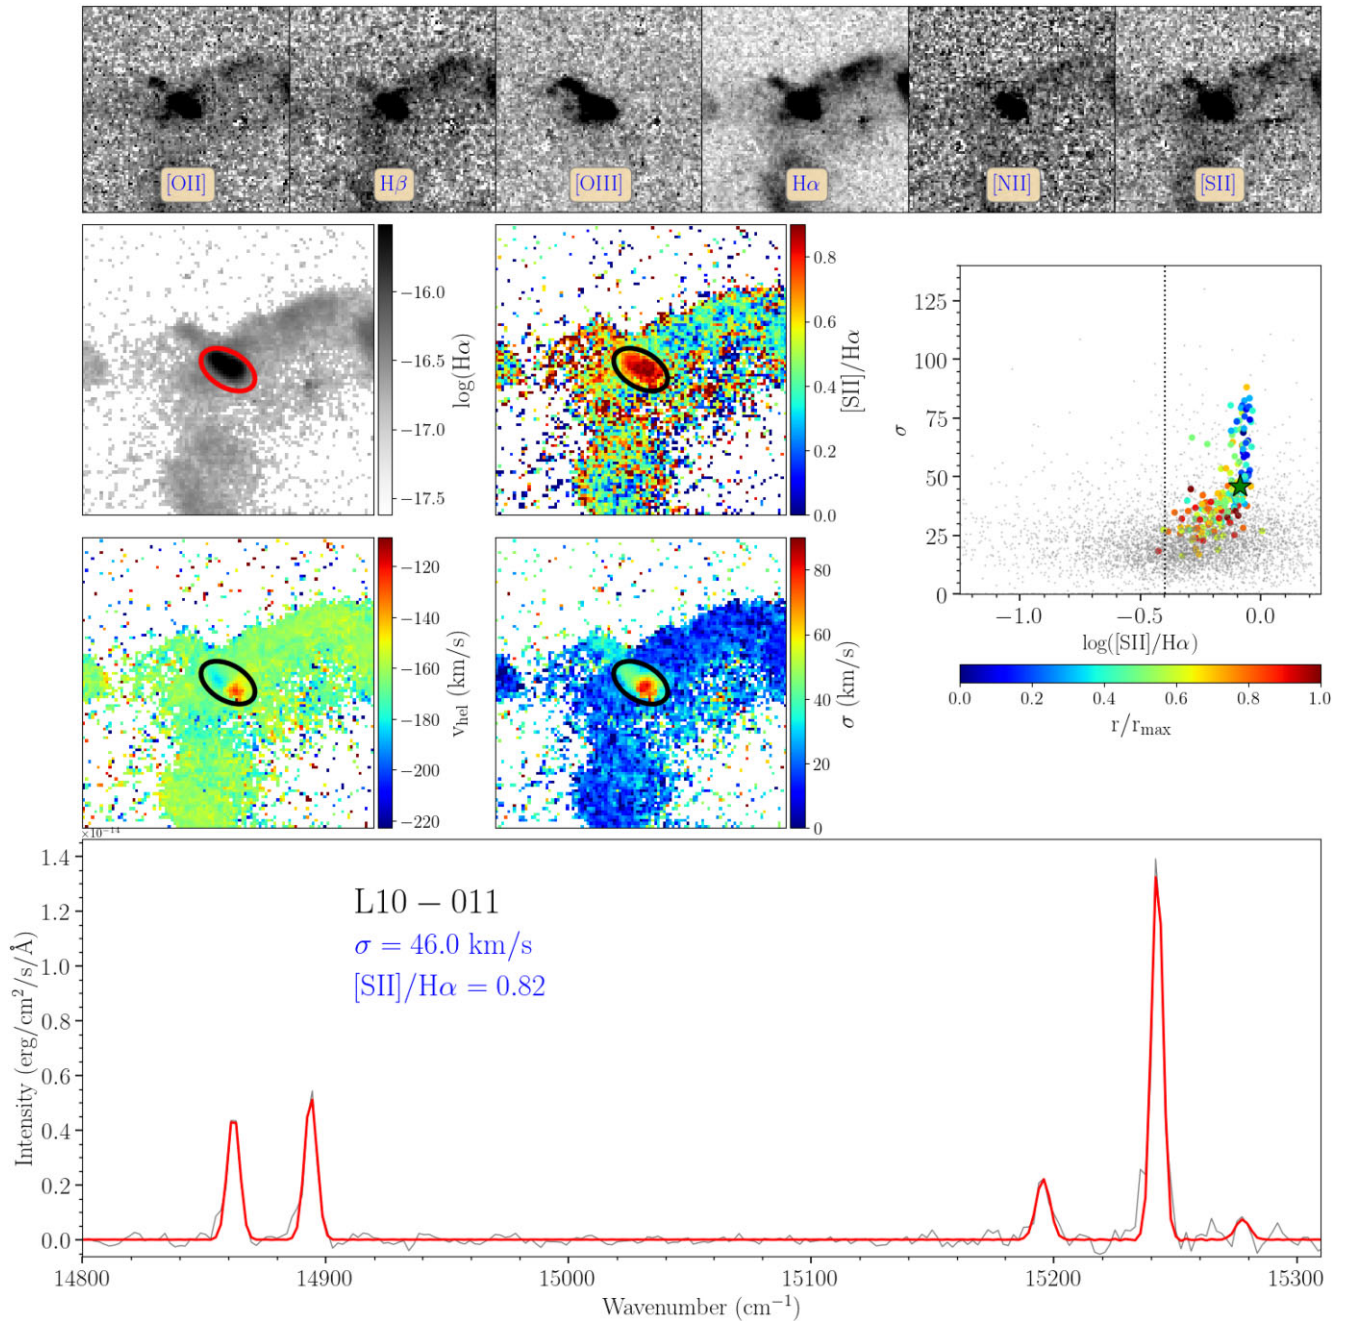 [OII] Hβ [OIII] Hα [NII] [SII]
−16.0
−16.5
−17.0
−17.5
log(Hα)
0.8
0.6
0.4
0.2
0.0
[SII]/Hα
125
100
75
50
25
0
σ
−1.0 −0.5 0.0
log([SII]/Hα)
0.0 0.2 0.4 0.6 0.8 1.0
r/rmax
−120
−140
−160
−180
−200
−220
vhel (km/s)
80
60
40
20
0
σ (km/s)
×10−14
1.4
1.2
1.0
0.8
0.6
0.4
0.2
0.0
Intensity (erg/cm²/s/Å)
L10 − 011
σ = 46.0 km/s
[SII]/Hα = 0.82
14800 14900 15000 15100 15200 15300
Wavenumber (cm⁻¹)